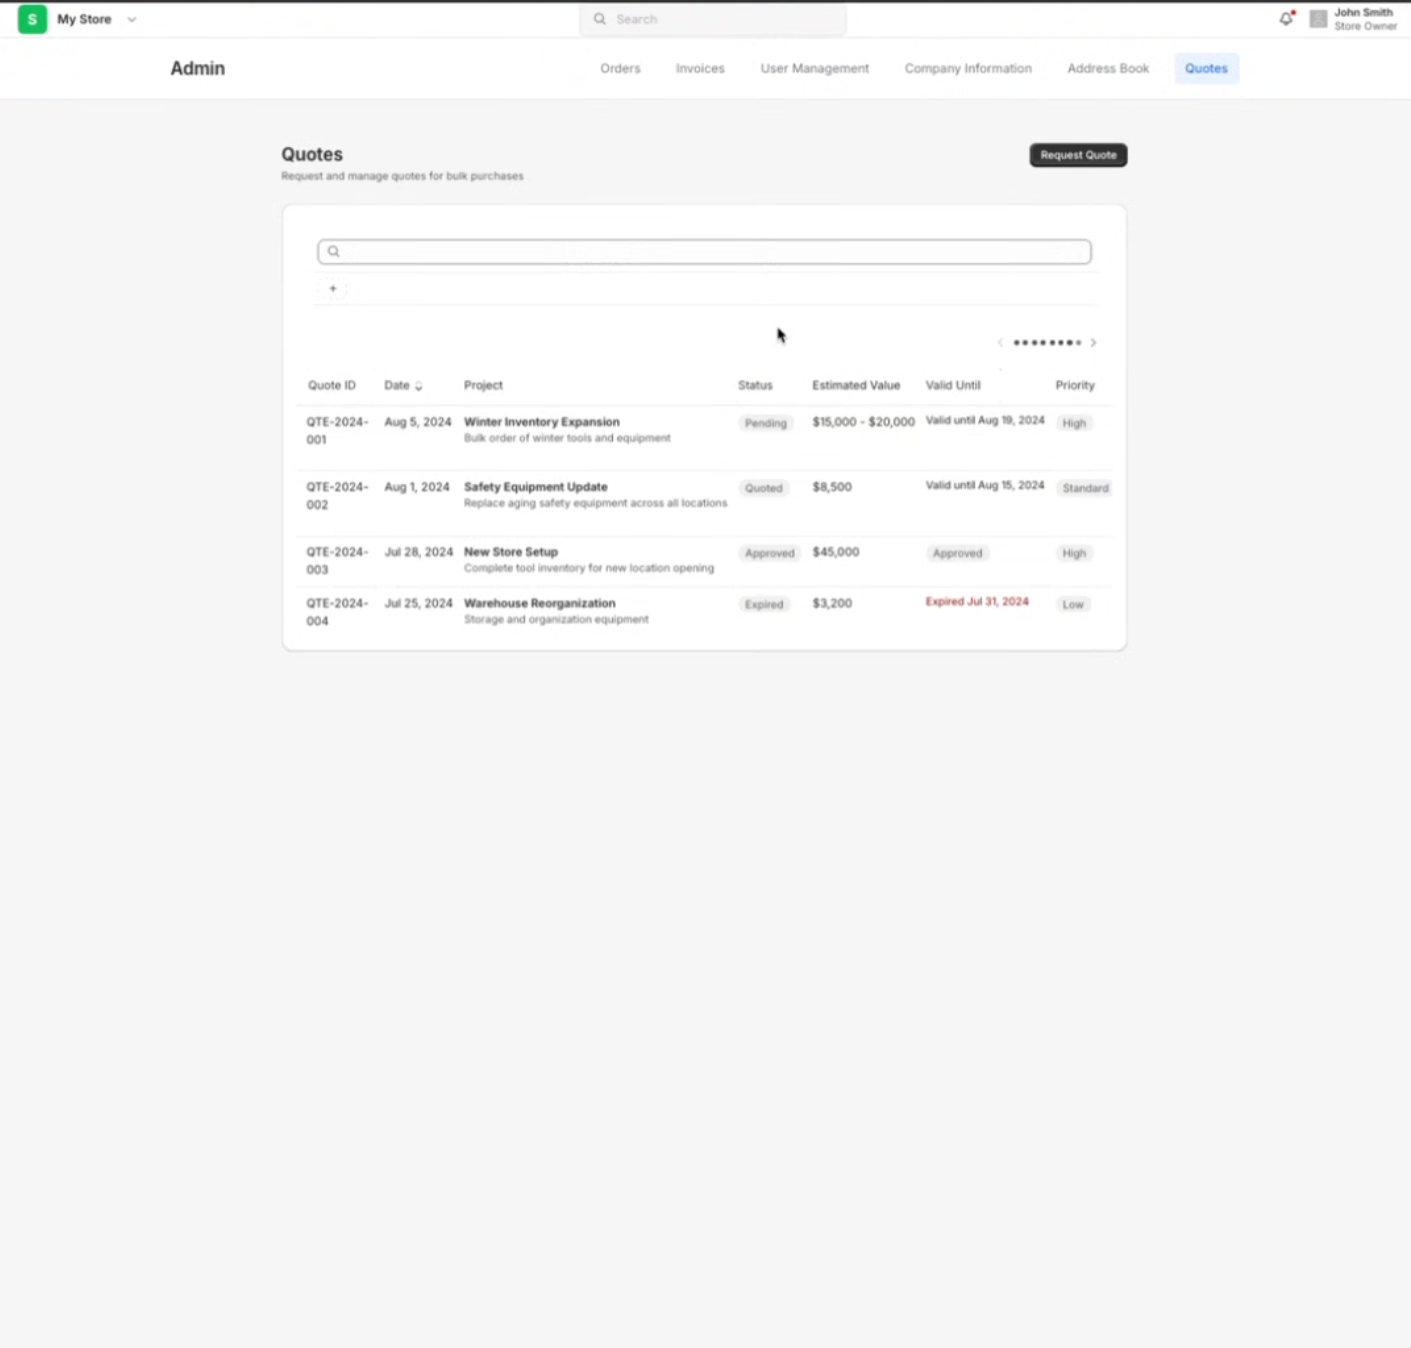 S My Store
Search
John Smith
Store Owner
Admin
Orders Invoices User Management Company Information Address Book Quotes
Quotes
Request and manage quotes for bulk purchases
Request Quote
+
Quote ID Date Project Status Estimated Value Valid Until Priority
QTE-2024-
001
Aug 5, 2024
Winter Inventory Expansion
Bulk order of winter tools and equipment
Pending
$15,000 - $20,000
Valid until Aug 19, 2024
High
QTE-2024-
002
Aug 1, 2024
Safety Equipment Update
Replace aging safety equipment across all locations
Quoted
$8,500
Valid until Aug 15, 2024
Standard
QTE-2024-
003
Jul 28, 2024
New Store Setup
Complete tool inventory for new location opening
Approved
$45,000
Approved
High
QTE-2024-
004
Jul 25, 2024
Warehouse Reorganization
Storage and organization equipment
Expired
$3,200
Expired Jul 31, 2024
Low